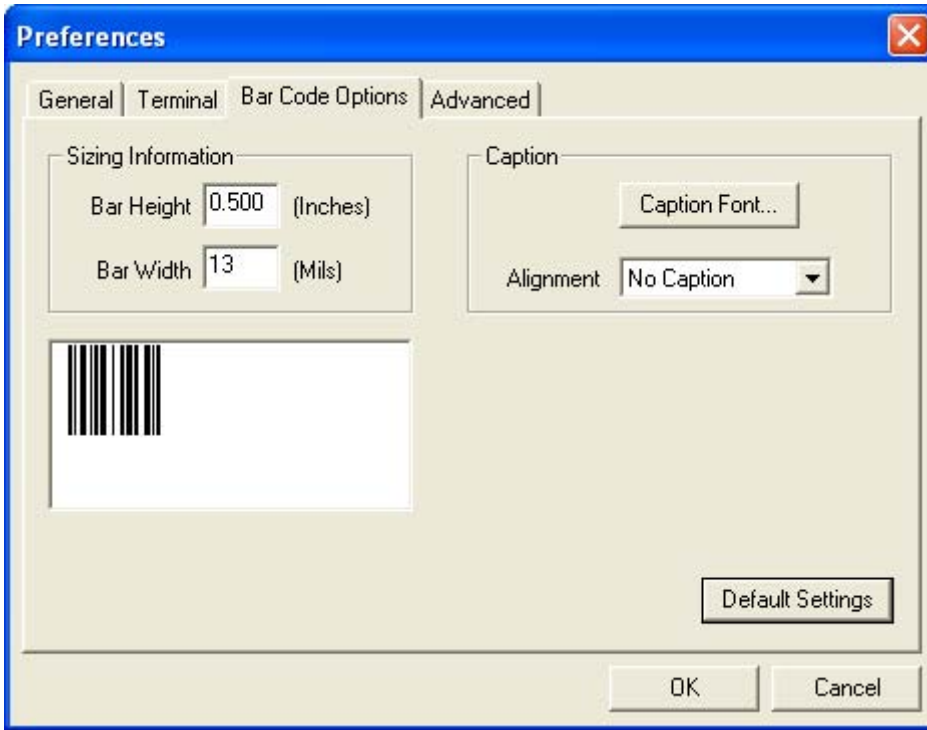 Preferences
General Terminal Bar Code Options Advanced
Sizing Information
Bar Height 0.500 (Inches)
Bar Width 13 (Mils)
Caption
Caption Font...
Alignment No Caption
Default Settings
OK Cancel